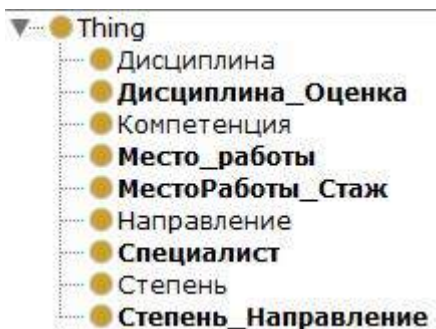 Thing
Дисциплина
Дисциплина_Оценка
Компетенция
Место_работы
МестоРаботы_Стаж
Направление
Специалист
Степень
Степень_Направление